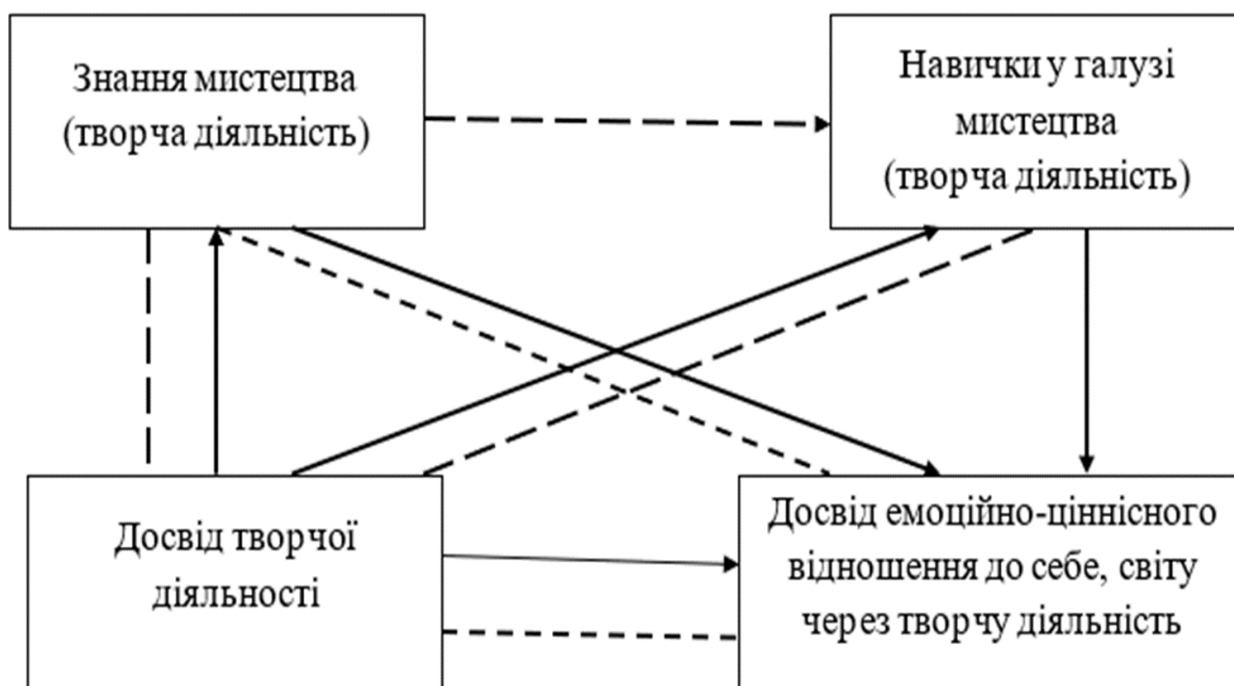 Знання мистецтва
(творча діяльність)
Навички у галузі
мистецтва
(творча діяльність)
Досвід творчої
діяльності
Досвід емоційно-ціннісного
відношення до себе, світу
через творчу діяльність